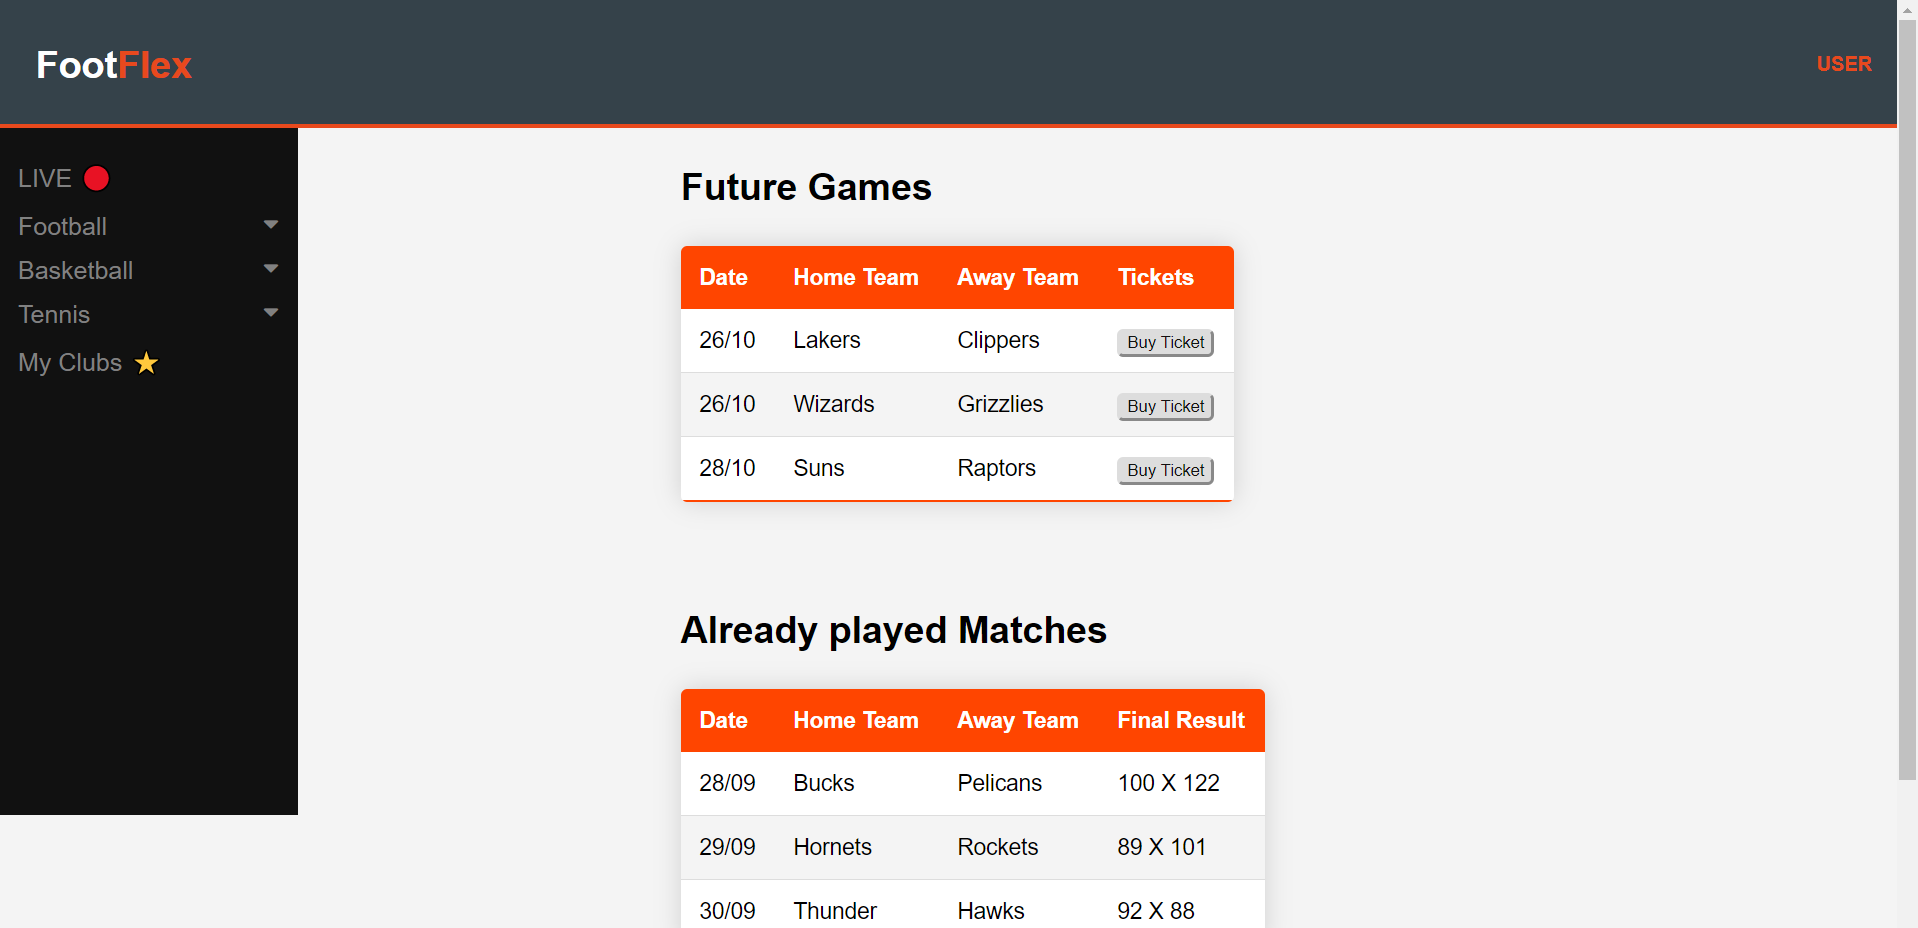 FootFlex
USER
LIVE
Football
Basketball
Tennis
My Clubs
Future Games
Date Home Team Away Team Tickets
26/10 Lakers Clippers Buy Ticket
26/10 Wizards Grizzlies Buy Ticket
28/10 Suns Raptors Buy Ticket
Already played Matches
Date Home Team Away Team Final Result
28/09 Bucks Pelicans 100 X 122
29/09 Hornets Rockets 89 X 101
30/09 Thunder Hawks 92 X 88